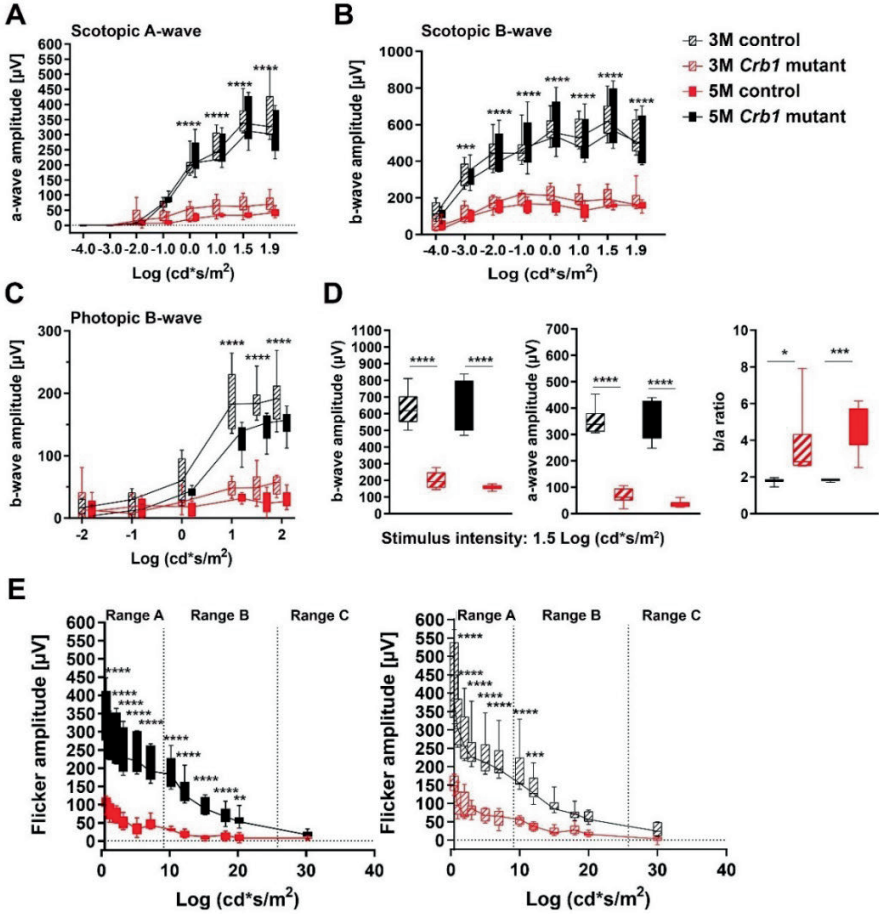 A
Scotopic A-wave
a-wave amplitude [µV]
600
550
500
450
400
350
300
250
200
150
100
50
0
**** **** **** ****
-4.0 -3.0 -2.0 -1.0 0.0 1.0 1.5 1.9
Log (cd*s/m²)
B
Scotopic B-wave
b-wave amplitude [µV]
1000
800
600
400
200
0
*** **** **** **** **** **** ****
-4.0 -3.0 -2.0 -1.0 0.0 1.0 1.5 1.9
Log (cd*s/m²)
3M control
3M Crb1 mutant
5M control
5M Crb1 mutant
C
Photopic B-wave
b-wave amplitude [µV]
300
200
100
0
**** **** ****
-2 -1 0 1 2
Log (cd*s/m²)
D
b-wave amplitude (µV)
1100
1000
900
800
700
600
500
400
300
200
100
0
**** ****
a-wave amplitude (µV)
700
600
500
400
300
200
100
0
**** ****
b/a ratio
10
8
6
4
2
0
* ***
Stimulus intensity: 1.5 Log (cd*s/m²)
E
Range A Range B Range C
Flicker amplitude [µV]
600
550
500
450
400
350
300
250
200
150
100
50
0
****
****
****
****
****
****
****
****
****
**
0 10 20 30 40
Log (cd*s/m²)
Range A Range B Range C
Flicker amplitude [µV]
600
550
500
450
400
350
300
250
200
150
100
50
0
****
****
****
****
****
****
***
0 10 20 30 40
Log (cd*s/m²)